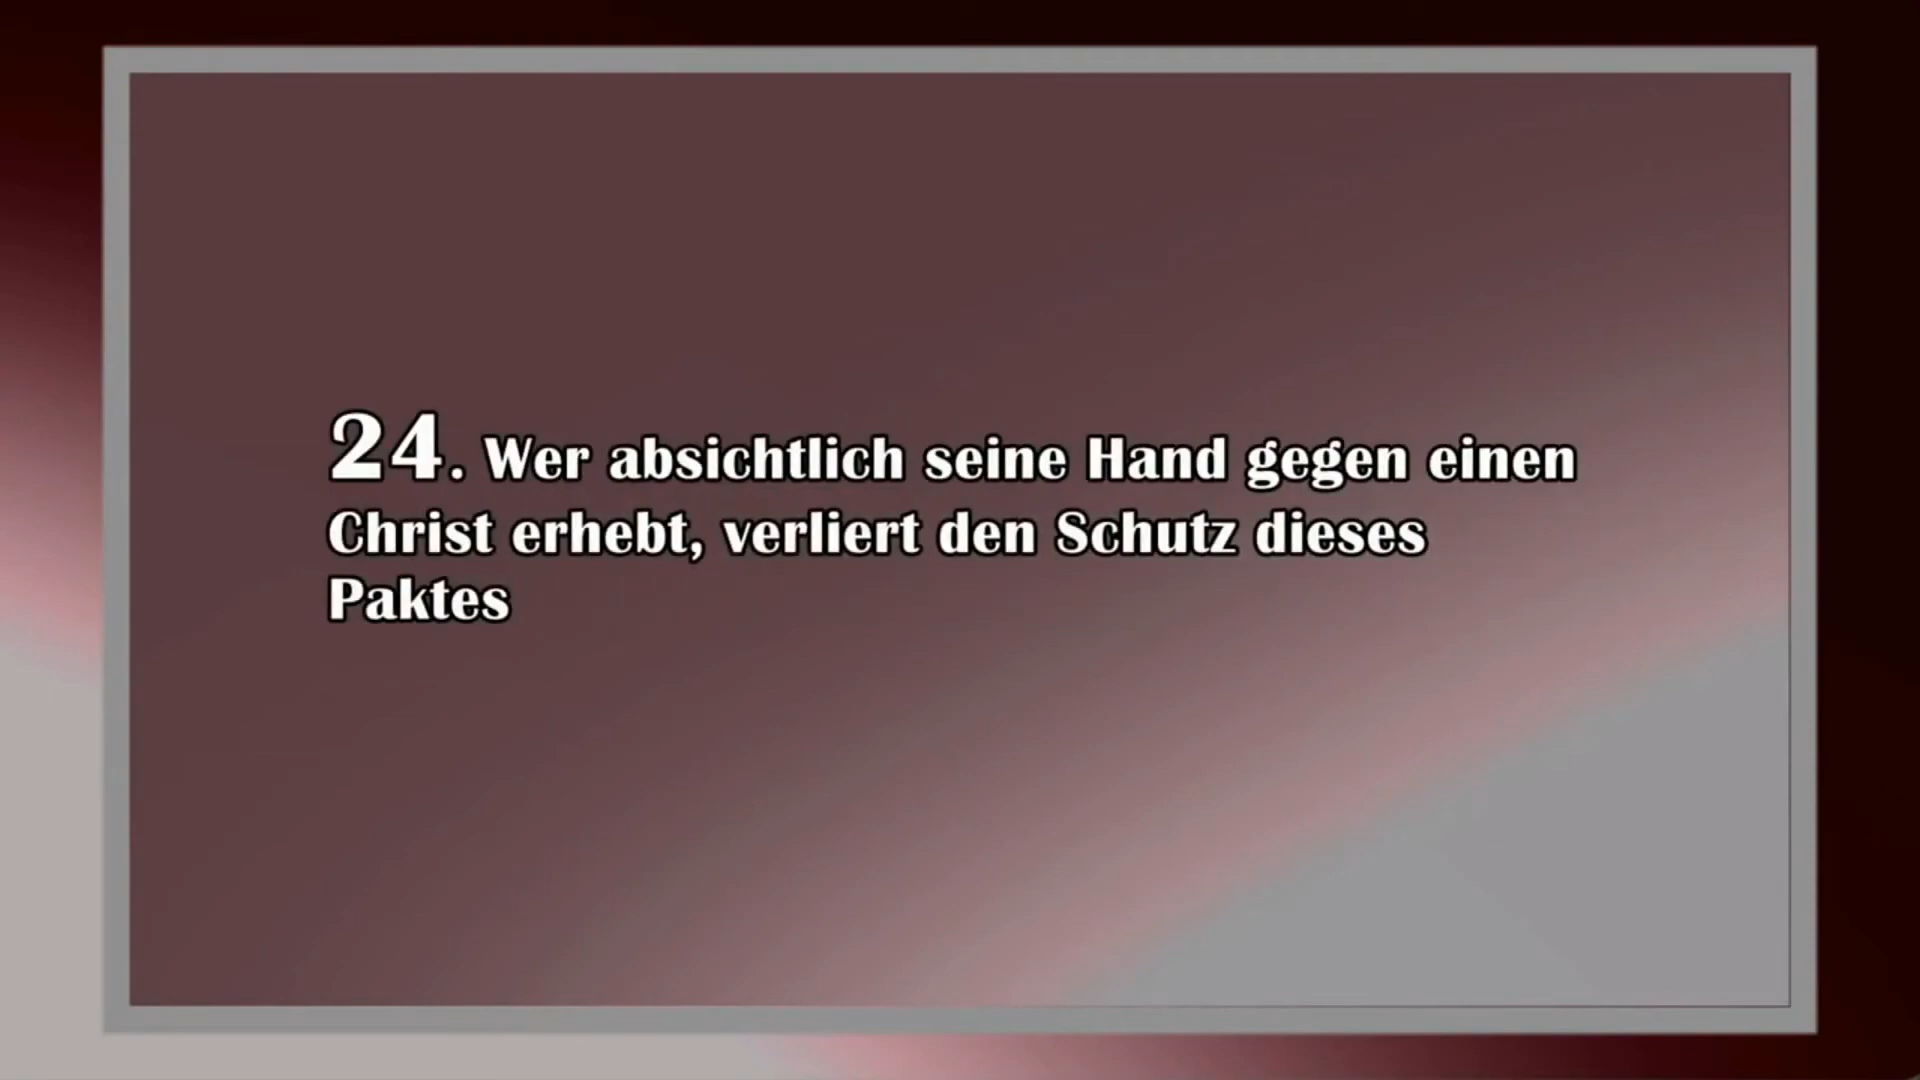 24. Wer absichtlich seine Hand gegen einen
Christ erhebt, verliert den Schutz dieses
Paktes